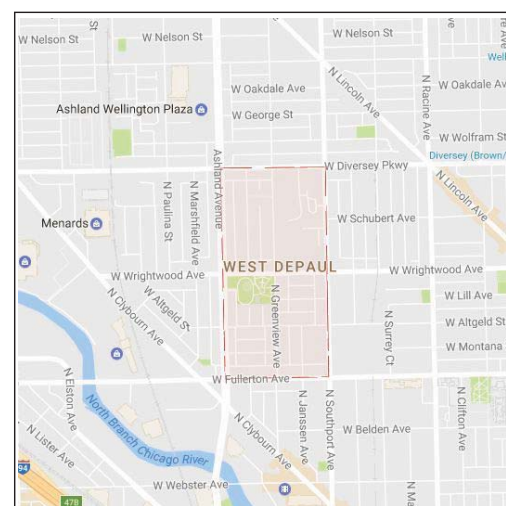 St
W Nelson St
W Nelson St
W Nelson St
N Lincoln Ave
N Racine Ave
W Oakdale Ave
W Oakdale Av
Ashland Wellington Plaza
W George St
W Wolfram St
Diversey (Brown/
Ashland Avenue
W Diversey Pkwy
N Lincoln Ave
N Paulina St
N Marshfield Ave
Menards
W Schubert Ave
WEST DEPAUL
W Wrightwood Ave
W Wrightwood Ave
N Clybourn Ave
W Altgeld S
N Greenview Ave
W Lill Ave
N Surrey Ct
W Altgeld St
W Montana
N Elston Ave
W Fullerton Ave
N Janssen Ave
N Southport Ave
N Clifton Ave
North Branch Chicago River
N Clybourn Ave
W Belden Ave
N Lister Ave
94
W Webster Ave
47B